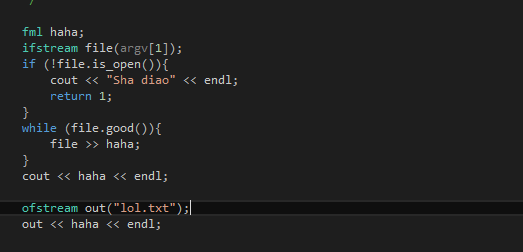 /
fml haha;
ifstream file(argv[1]);
if (!file.is_open()){
cout << "Sha diao" << endl;
return 1;
}
while (file.good()){
file >> haha;
}
cout << haha << endl;
ofstream out("lol.txt");
out << haha << endl;